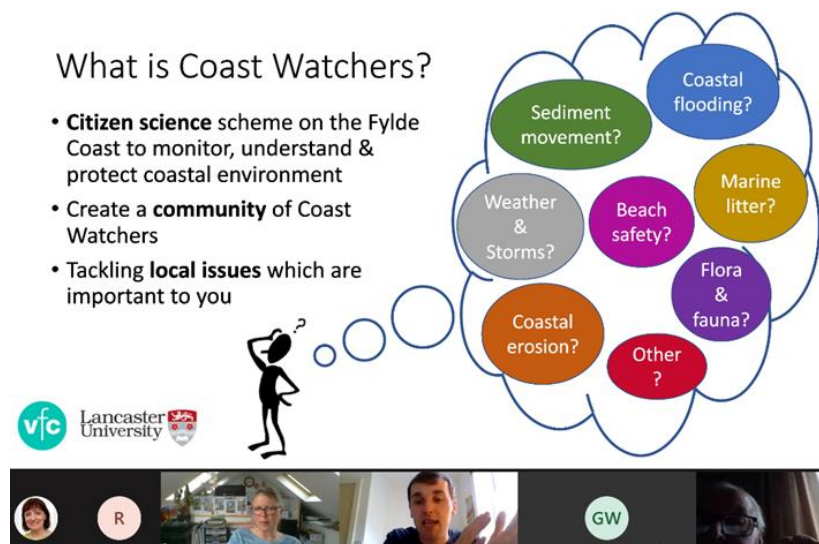 What is Coast Watchers?
• Citizen science scheme on the Fylde
Coast to monitor, understand &
protect coastal environment
• Create a community of Coast
Watchers
• Tackling local issues which are
important to you
Sediment
movement?
Coastal
flooding?
Weather
&
Storms?
Beach
safety?
Marine
litter?
Flora
&
fauna?
Coastal
erosion?
Other
?
?
vfc
Lancaster
University
R
GW